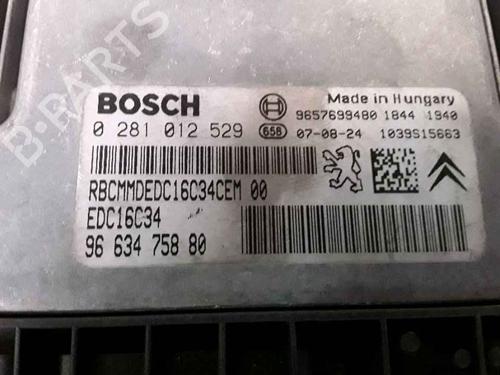 B-PARTS
BOSCH
0 281 012 529
658
Made in Hungary
9657699480 1844 1940
07-08-24 1039S15663
RBCMMDEDC16C34CEM 00
EDC16C34
96 634 758 80